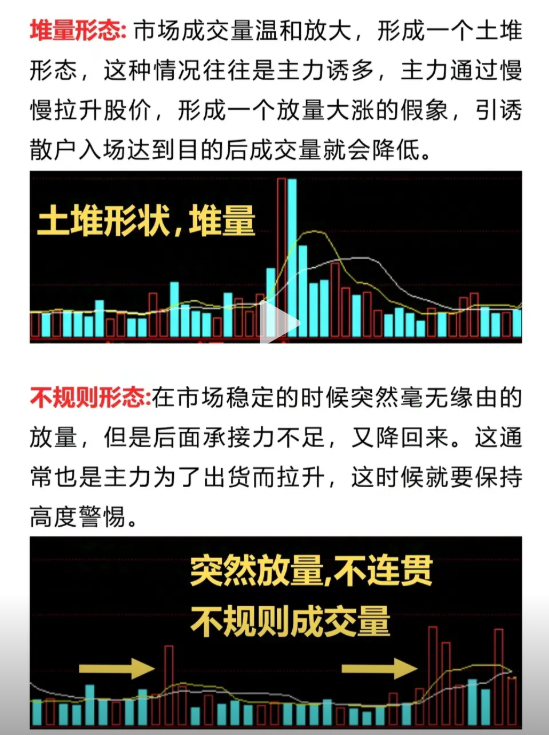 堆量形态:市场成交量温和放大，形成一个土堆
形态，这种情况往往是主力诱多，主力通过慢
慢拉升股价，形成一个放量大涨的假象，引诱
散户入场达到目的后成交量就会降低。
土堆形状,堆量
不规则形态:在市场稳定的时候突然毫无缘由的
放量，但是后面承接力不足，又降回来。这通
常也是主力为了出货而拉升，这时候就要保持
高度警惕。
突然放量,不连贯
不规则成交量